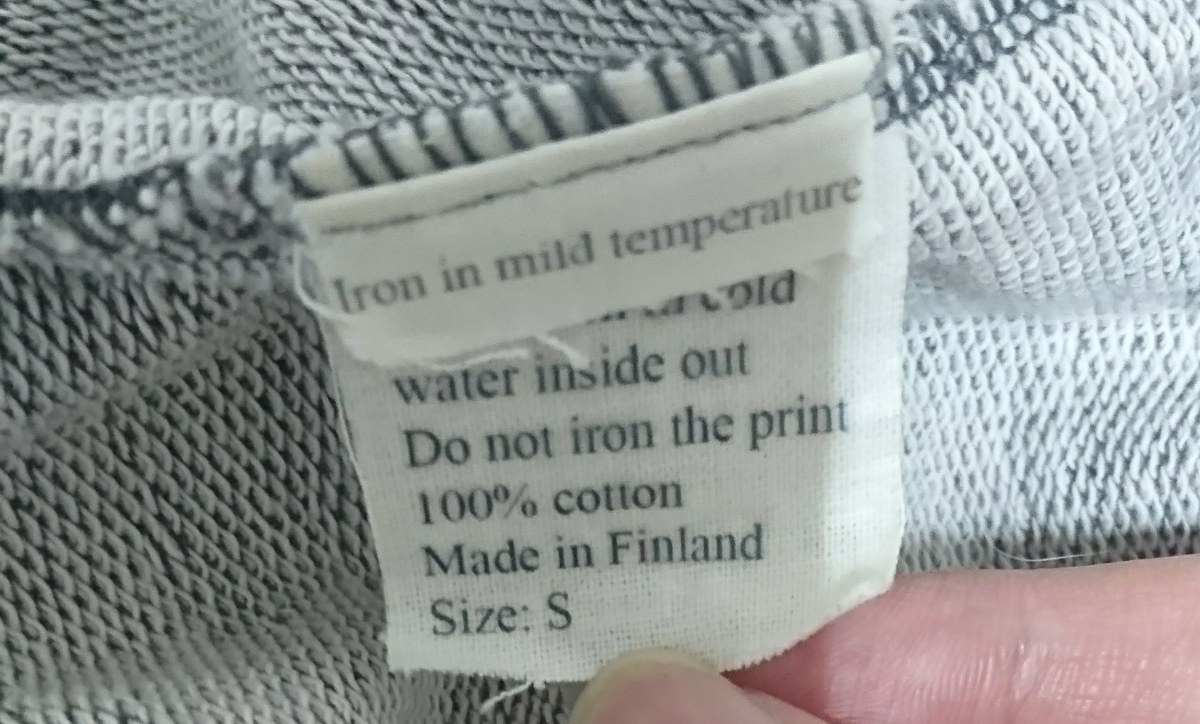 Iron in mild temperature
cold
water inside out
Do not iron the print
100% cotton
Made in Finland
Size: S